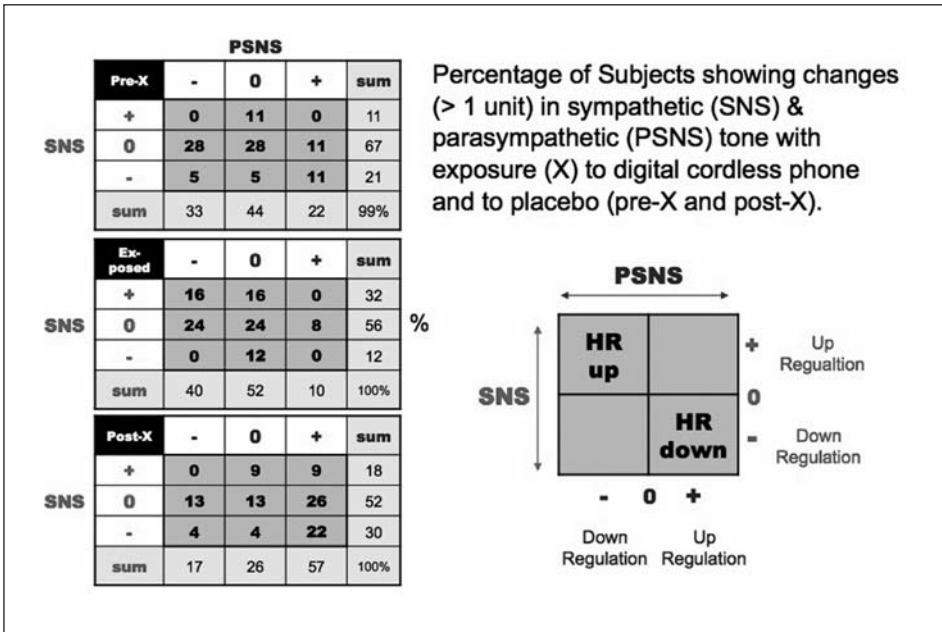 PSNS
Pre-X - 0 + sum
+ 0 11 0 11
SNS 0 28 28 11 67
- 5 5 11 21
sum 33 44 22 99%
Ex-
posed - 0 + sum
+ 16 16 0 32
SNS 0 24 24 8 56 %
- 0 12 0 12
sum 40 52 10 100%
Post-X - 0 + sum
+ 0 9 9 18
SNS 0 13 13 26 52
- 4 4 22 30
sum 17 26 57 100%
Percentage of Subjects showing changes
(> 1 unit) in sympathetic (SNS) &
parasympathetic (PSNS) tone with
exposure (X) to digital cordless phone
and to placebo (pre-X and post-X).
PSNS
HR
up
+ Up
Regualtion
SNS 0
HR
down
- Down
Regulation
- 0 +
Down Up
Regulation Regulation